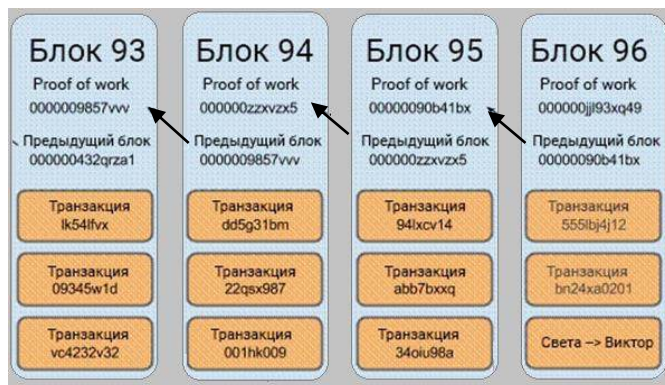 Блок 93
Proof of work
0000009857vvv
Предыдущий блок
000000432qrza1
Транзакция
lk54lfvx
Транзакция
09345w1d
Транзакция
vc4232v32
Блок 94
Proof of work
000000zzxvzx5
Предыдущий блок
0000009857vvv
Транзакция
dd5g31bm
Транзакция
22qsx987
Транзакция
001hk009
Блок 95
Proof of work
00000090b41bx
Предыдущий блок
000000zzxvzx5
Транзакция
94lxcv14
Транзакция
abb7bxxq
Транзакция
34oiu98a
Блок 96
Proof of work
000000jjl93xq49
Предыдущий блок
00000090b41bx
Транзакция
555lbj4j12
Транзакция
bn24xa0201
Света –> Виктор